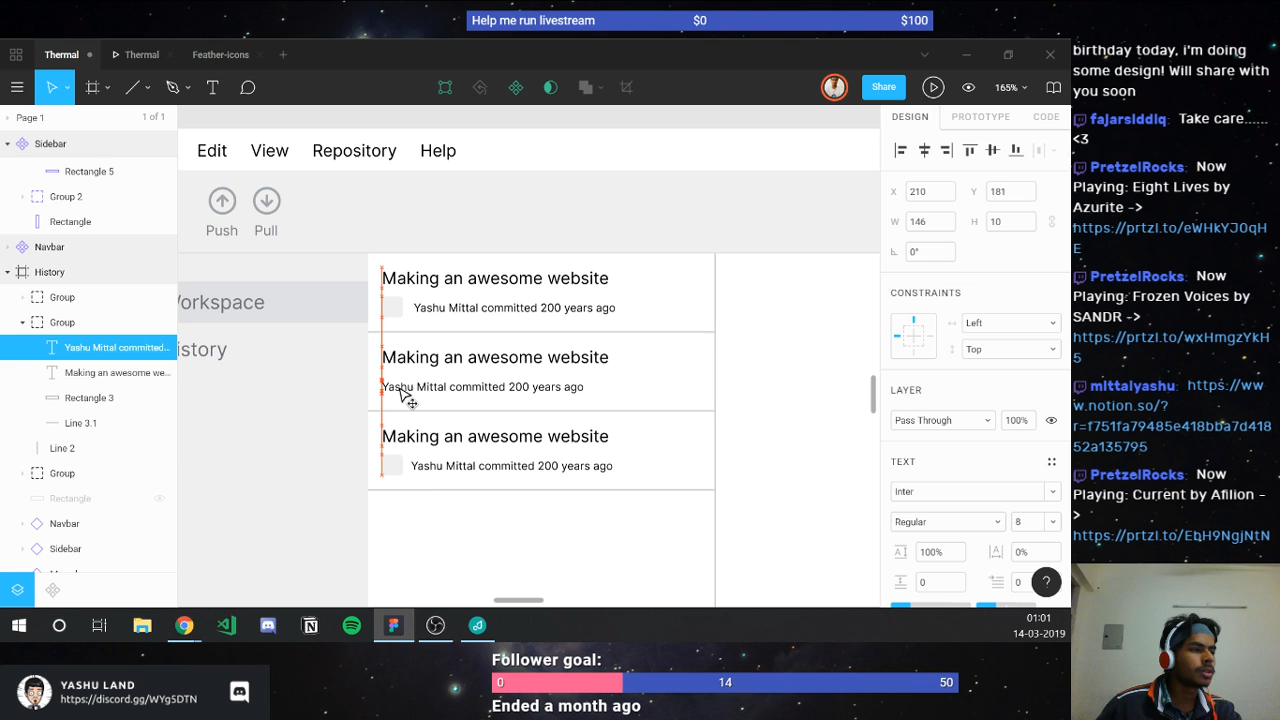 Help me run livestream
$0
$100
Thermal
Thermal
Feather-icons
Share
165%
Page 1
1 of 1
Sidebar
Rectangle 5
Group 2
Rectangle
Navbar
History
Group
Group
Yashu Mittal committed...
Making an awesome we...
Rectangle 3
Line 3.1
Line 2
Group
Rectangle
Navbar
Sidebar
Edit
View
Repository
Help
Push
Pull
orkspace
istory
Making an awesome website
Yashu Mittal committed 200 years ago
Making an awesome website
Yashu Mittal committed 200 years ago
Making an awesome website
Yashu Mittal committed 200 years ago
DESIGN
PROTOTYPE
CODE
X 210
Y 181
W 146
H 10
0°
CONSTRAINTS
Left
Top
LAYER
Pass Through
100%
TEXT
Inter
Regular
8
100%
0%
0
0
?
01:01
14-03-2019
birthday today, i'm doing
some design! Will share with
you soon
fajarsiddiq: Take care......
<3
PretzelRocks: Now
Playing: Eight Lives by
Azurite ->
https://prtzl.to/eWHkYJ0qH
E
PretzelRocks: Now
Playing: Frozen Voices by
SANDR ->
https://prtzl.to/wxHmgzYkH
5
mittalyashu: https://ww
w.notion.so/?
r=f751fa79485e418bba7d418
52a135795
PretzelRocks: Now
Playing: Current by Afilion -
>
https://prtzl.to/EbH9NgjNtN
YASHU LAND
https://discord.gg/WYg5DTN
Follower goal:
0
14
50
Ended a month ago